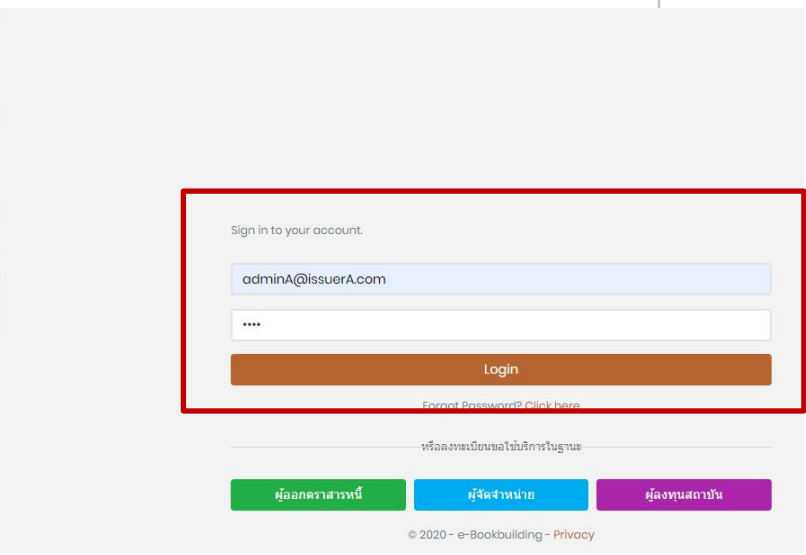 Sign in to your account.
adminA@issuerA.com
••••
Login
Forgot Password? Click here
หรือลงทะเบียนขอใช้บริการในฐานะ
ผู้ออกตราสารหนี้ ผู้จัดจำหน่าย ผู้ลงทุนสถาบัน
© 2020 - e-Bookbuilding - Privacy